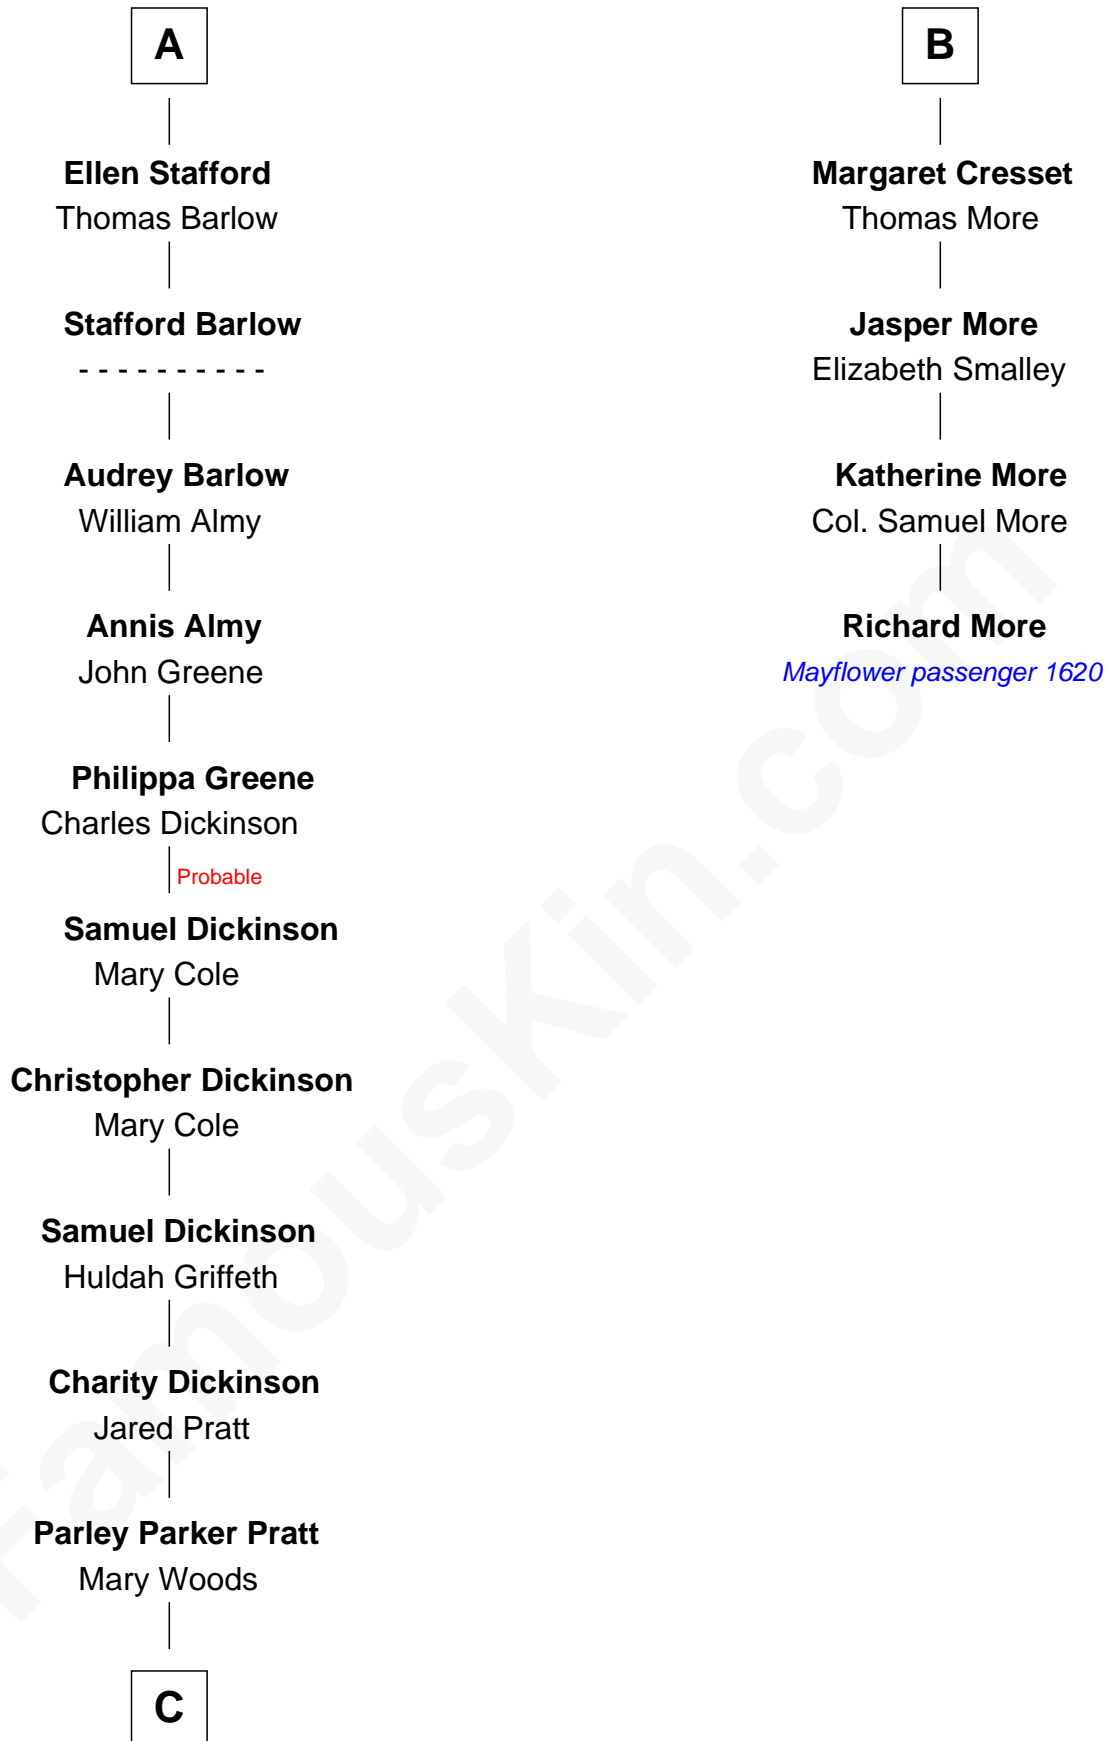 A
Ellen Stafford
Thomas Barlow
Stafford Barlow
- - - - - - - - - -
Audrey Barlow
William Almy
Annis Almy
John Greene
Philippa Greene
Charles Dickinson
Probable
Samuel Dickinson
Mary Cole
Christopher Dickinson
Mary Cole
Samuel Dickinson
Huldah Griffeth
Charity Dickinson
Jared Pratt
Parley Parker Pratt
Mary Woods
C
B
Margaret Cresset
Thomas More
Jasper More
Elizabeth Smalley
Katherine More
Col. Samuel More
Richard More
Mayflower passenger 1620
FamousKin.com